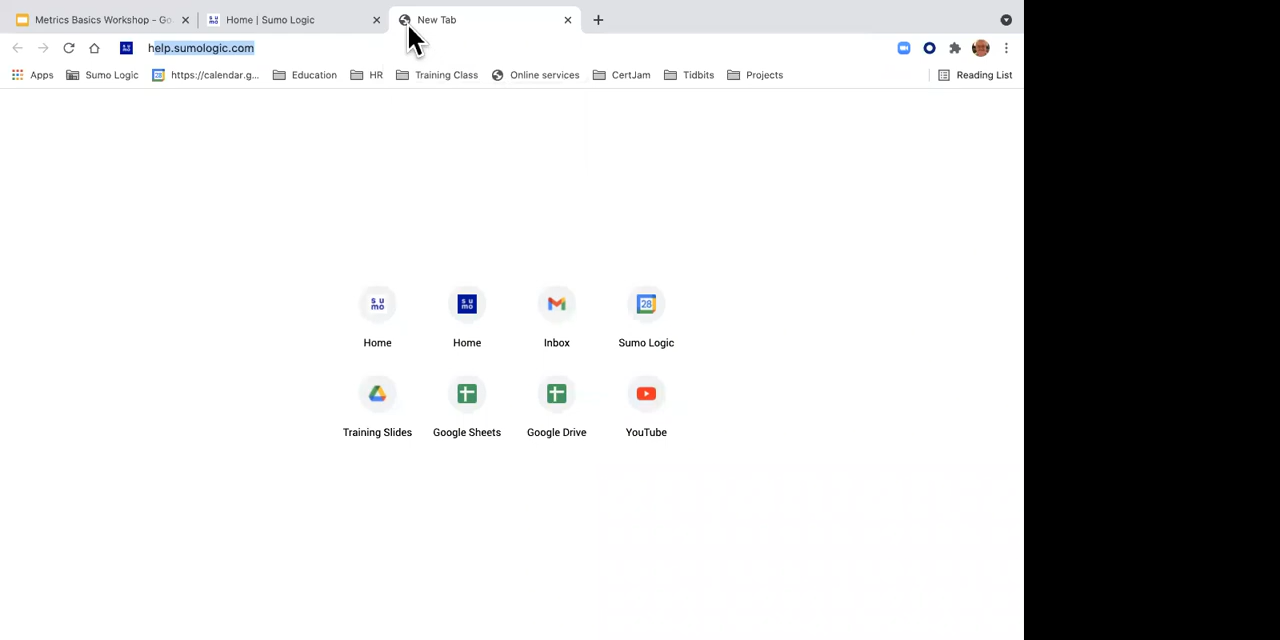 Metrics Basics Workshop - Go
Home | Sumo Logic
New Tab
help.sumologic.com
Apps
Sumo Logic
https://calendar.g...
Education
HR
Training Class
Online services
CertJam
Tidbits
Projects
Reading List
Home
Home
Inbox
Sumo Logic
Training Slides
Google Sheets
Google Drive
YouTube